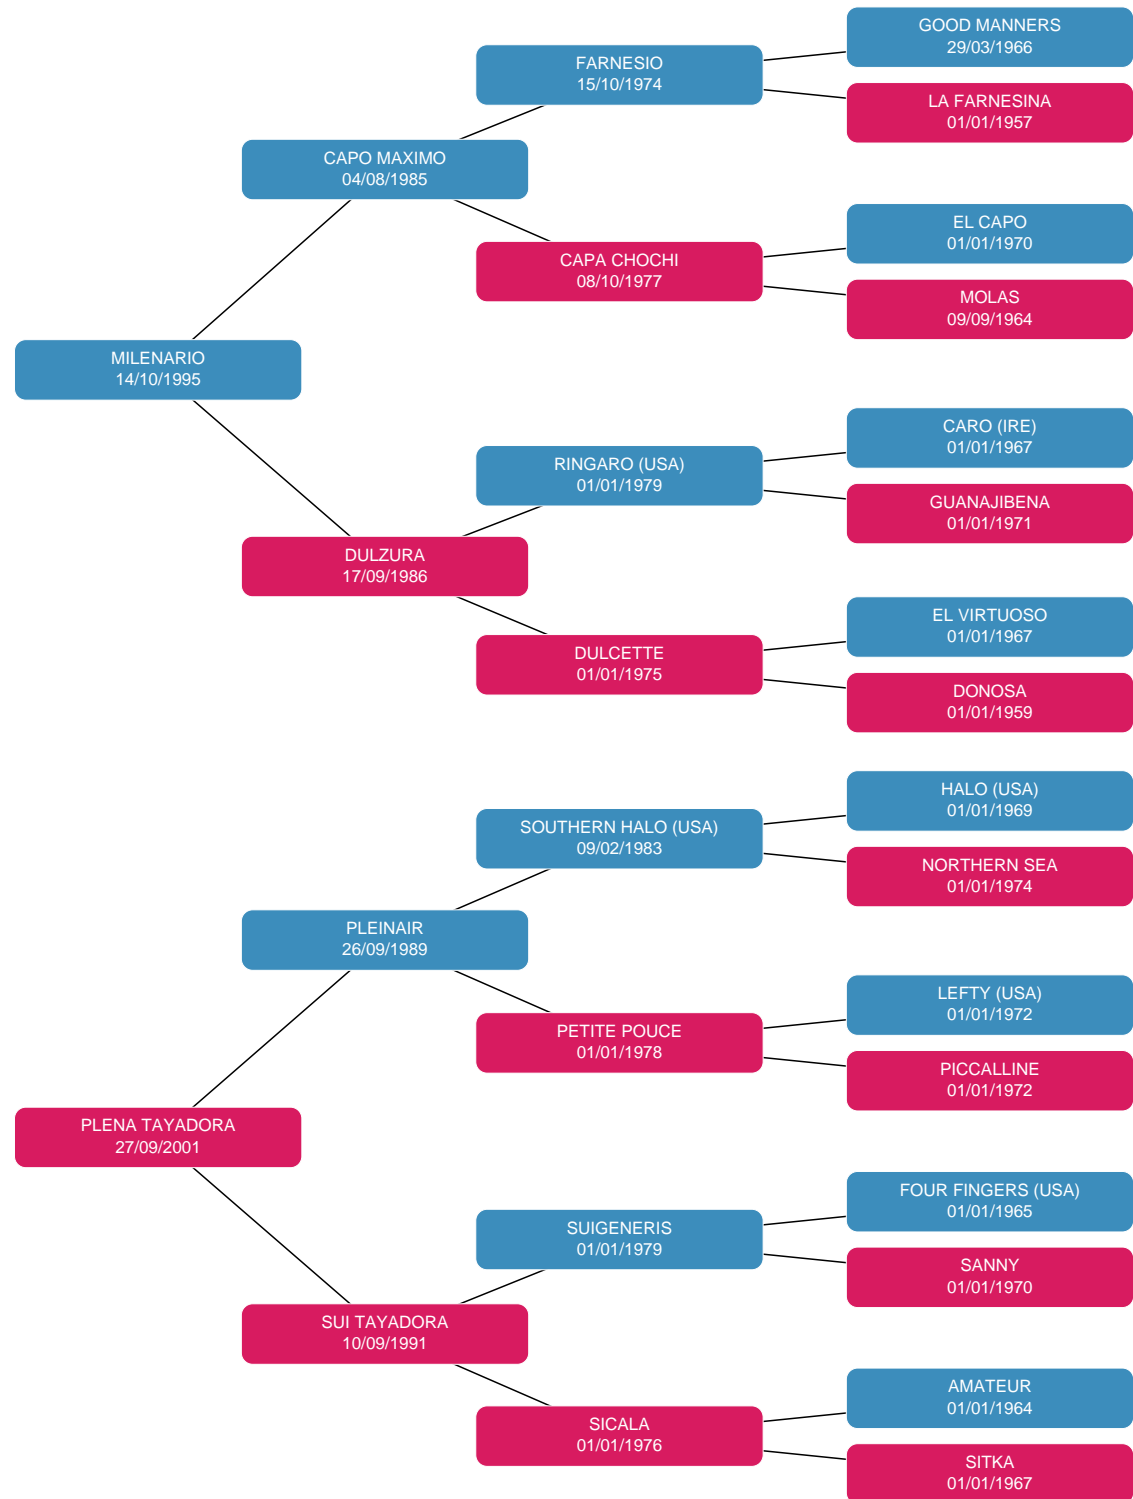 GOOD MANNERS
29/03/1966
FARNESIO
15/10/1974
LA FARNESINA
01/01/1957
CAPO MAXIMO
04/08/1985
EL CAPO
01/01/1970
CAPA CHOCHI
08/10/1977
MOLAS
09/09/1964
MILENARIO
14/10/1995
CARO (IRE)
01/01/1967
RINGARO (USA)
01/01/1979
GUANAJIBENA
01/01/1971
DULZURA
17/09/1986
EL VIRTUOSO
01/01/1967
DULCETTE
01/01/1975
DONOSA
01/01/1959
HALO (USA)
01/01/1969
SOUTHERN HALO (USA)
09/02/1983
NORTHERN SEA
01/01/1974
PLEINAIR
26/09/1989
LEFTY (USA)
01/01/1972
PETITE POUCE
01/01/1978
PICCALLINE
01/01/1972
PLENA TAYADORA
27/09/2001
FOUR FINGERS (USA)
01/01/1965
SUIGENERIS
01/01/1979
SANNY
01/01/1970
SUI TAYADORA
10/09/1991
AMATEUR
01/01/1964
SICALA
01/01/1976
SITKA
01/01/1967